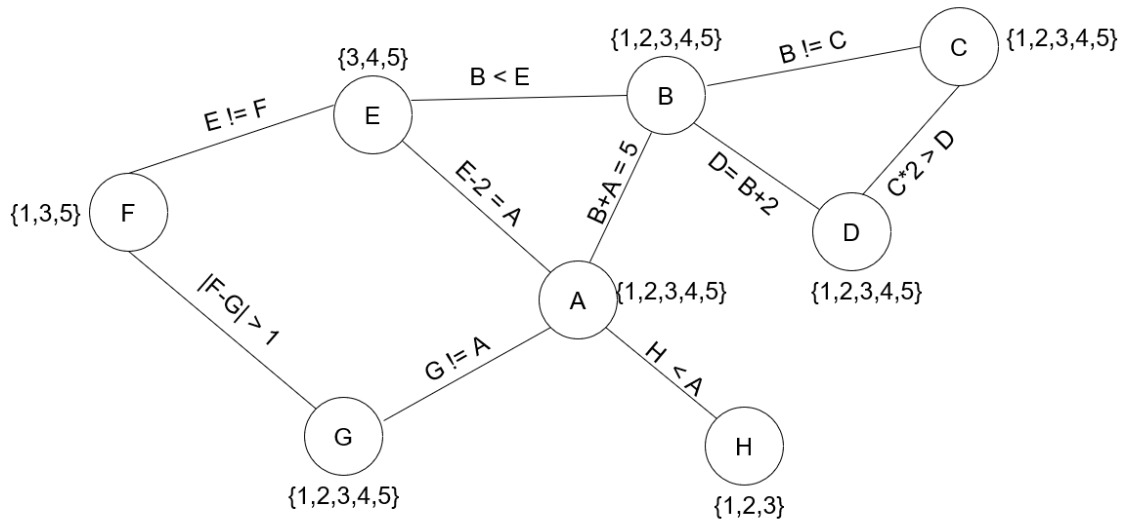 {1,2,3,4,5}
B != C
C
{1,2,3,4,5}
{3,4,5}
B < E
B
E != F
E
E-2 = A
B+A = 5
D= B+2
C*2 > D
{1,3,5}
F
D
{1,2,3,4,5}
|F-G| > 1
A
{1,2,3,4,5}
G != A
H < A
G
{1,2,3,4,5}
H
{1,2,3}